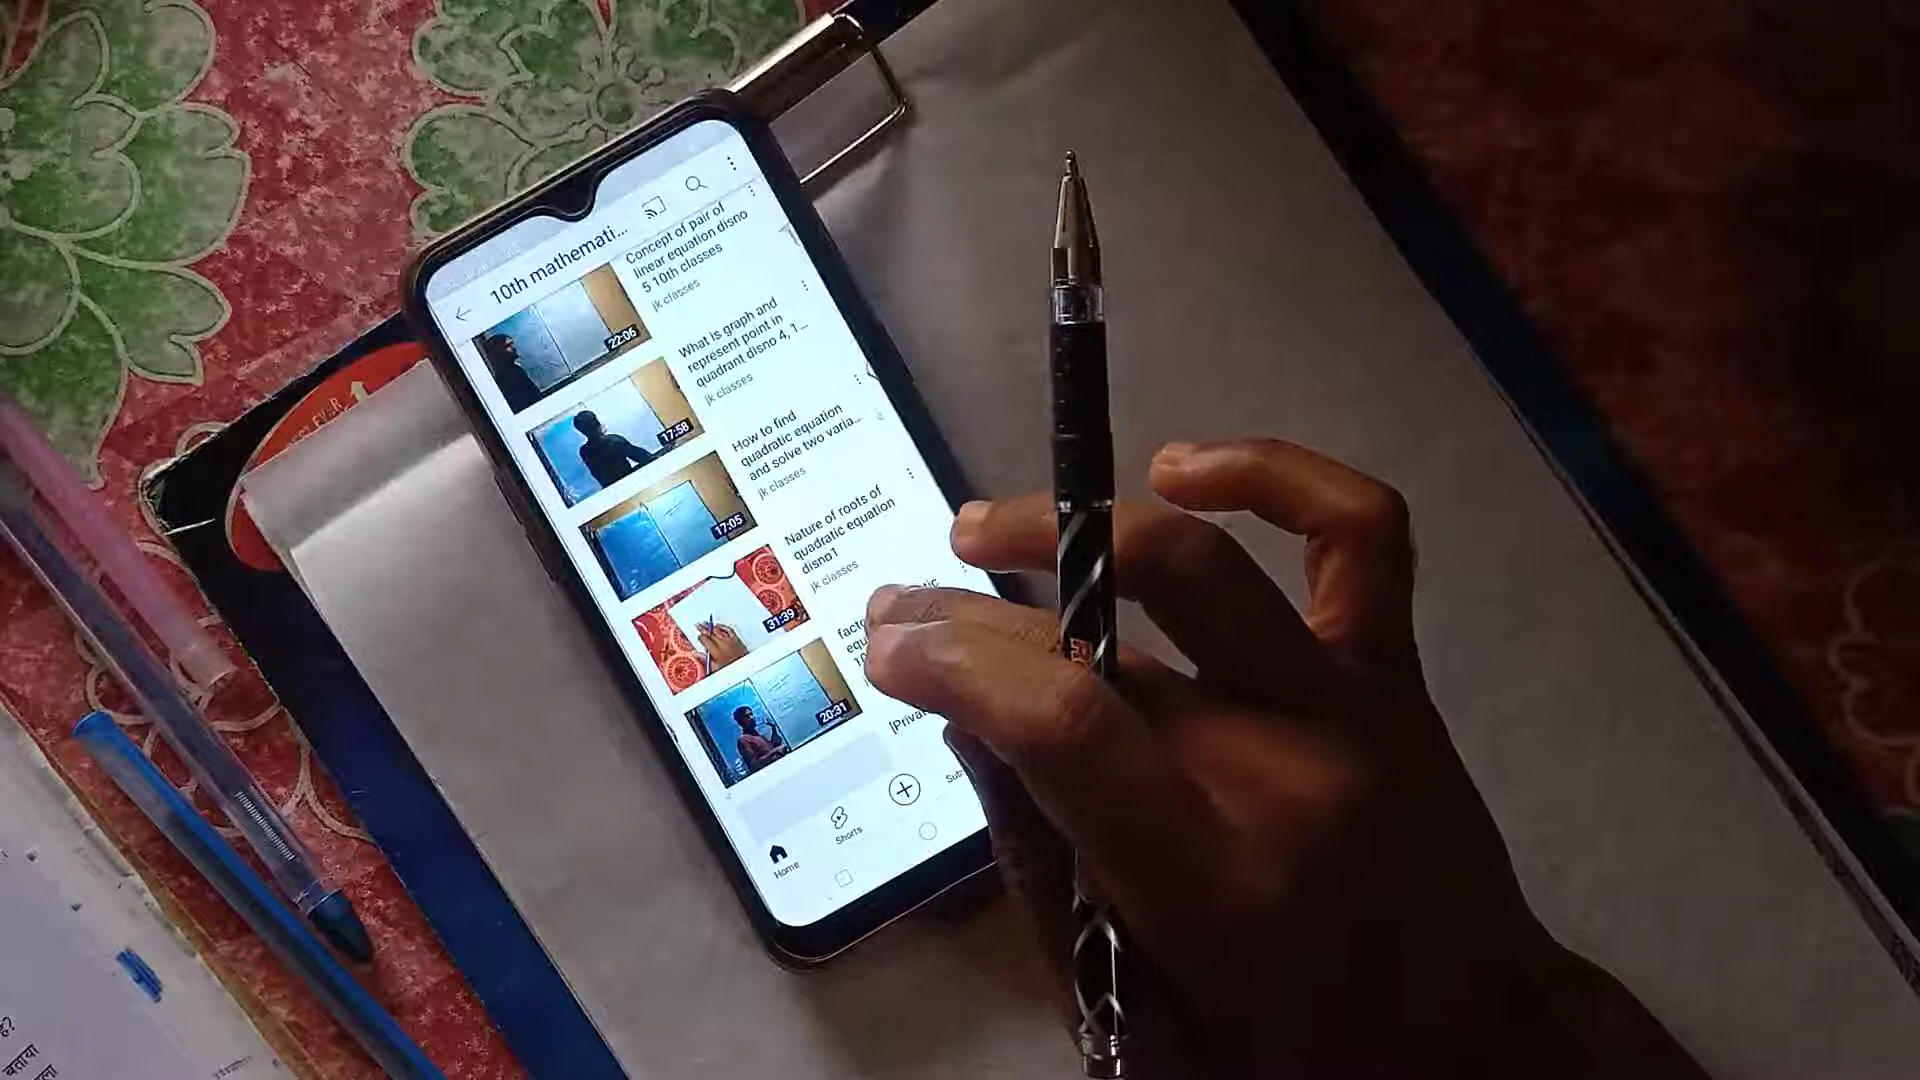 10th mathemati...
Concept of pair of
linear equation disno
5 10th classes
jk classes
22:06
What is graph and
represent point in
quadrant disno 4, 1...
jk classes
17:58
How to find
quadratic equation
and solve two varia...
jk classes
17:05
Nature of roots of
quadratic equation
disno1
jk classes
31:39
20:31
Shorts
Home
बताया